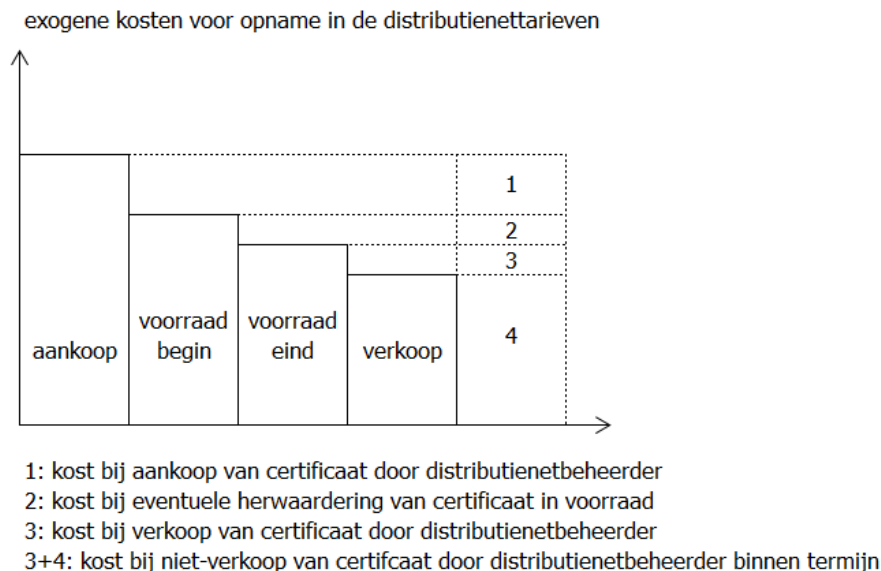 exogene kosten voor opname in de distributienettarieven
1
2
3
4
aankoop
voorraad
begin
voorraad
eind
verkoop
1: kost bij aankoop van certificaat door distributienetbeheerder
2: kost bij eventuele herwaardering van certificaat in voorraad
3: kost bij verkoop van certificaat door distributienetbeheerder
3+4: kost bij niet-verkoop van certifcaat door distributienetbeheerder binnen termijn